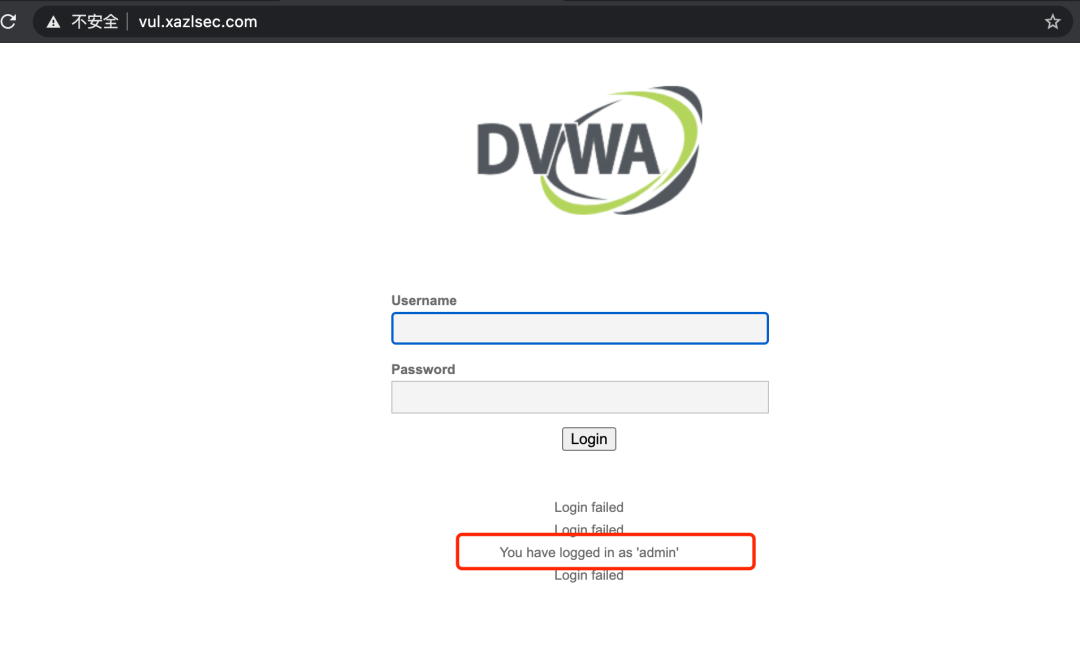 不安全 vul.xazlsec.com
DVWA
Username
Password
Login
Login failed
Login failed
You have logged in as 'admin'
Login failed